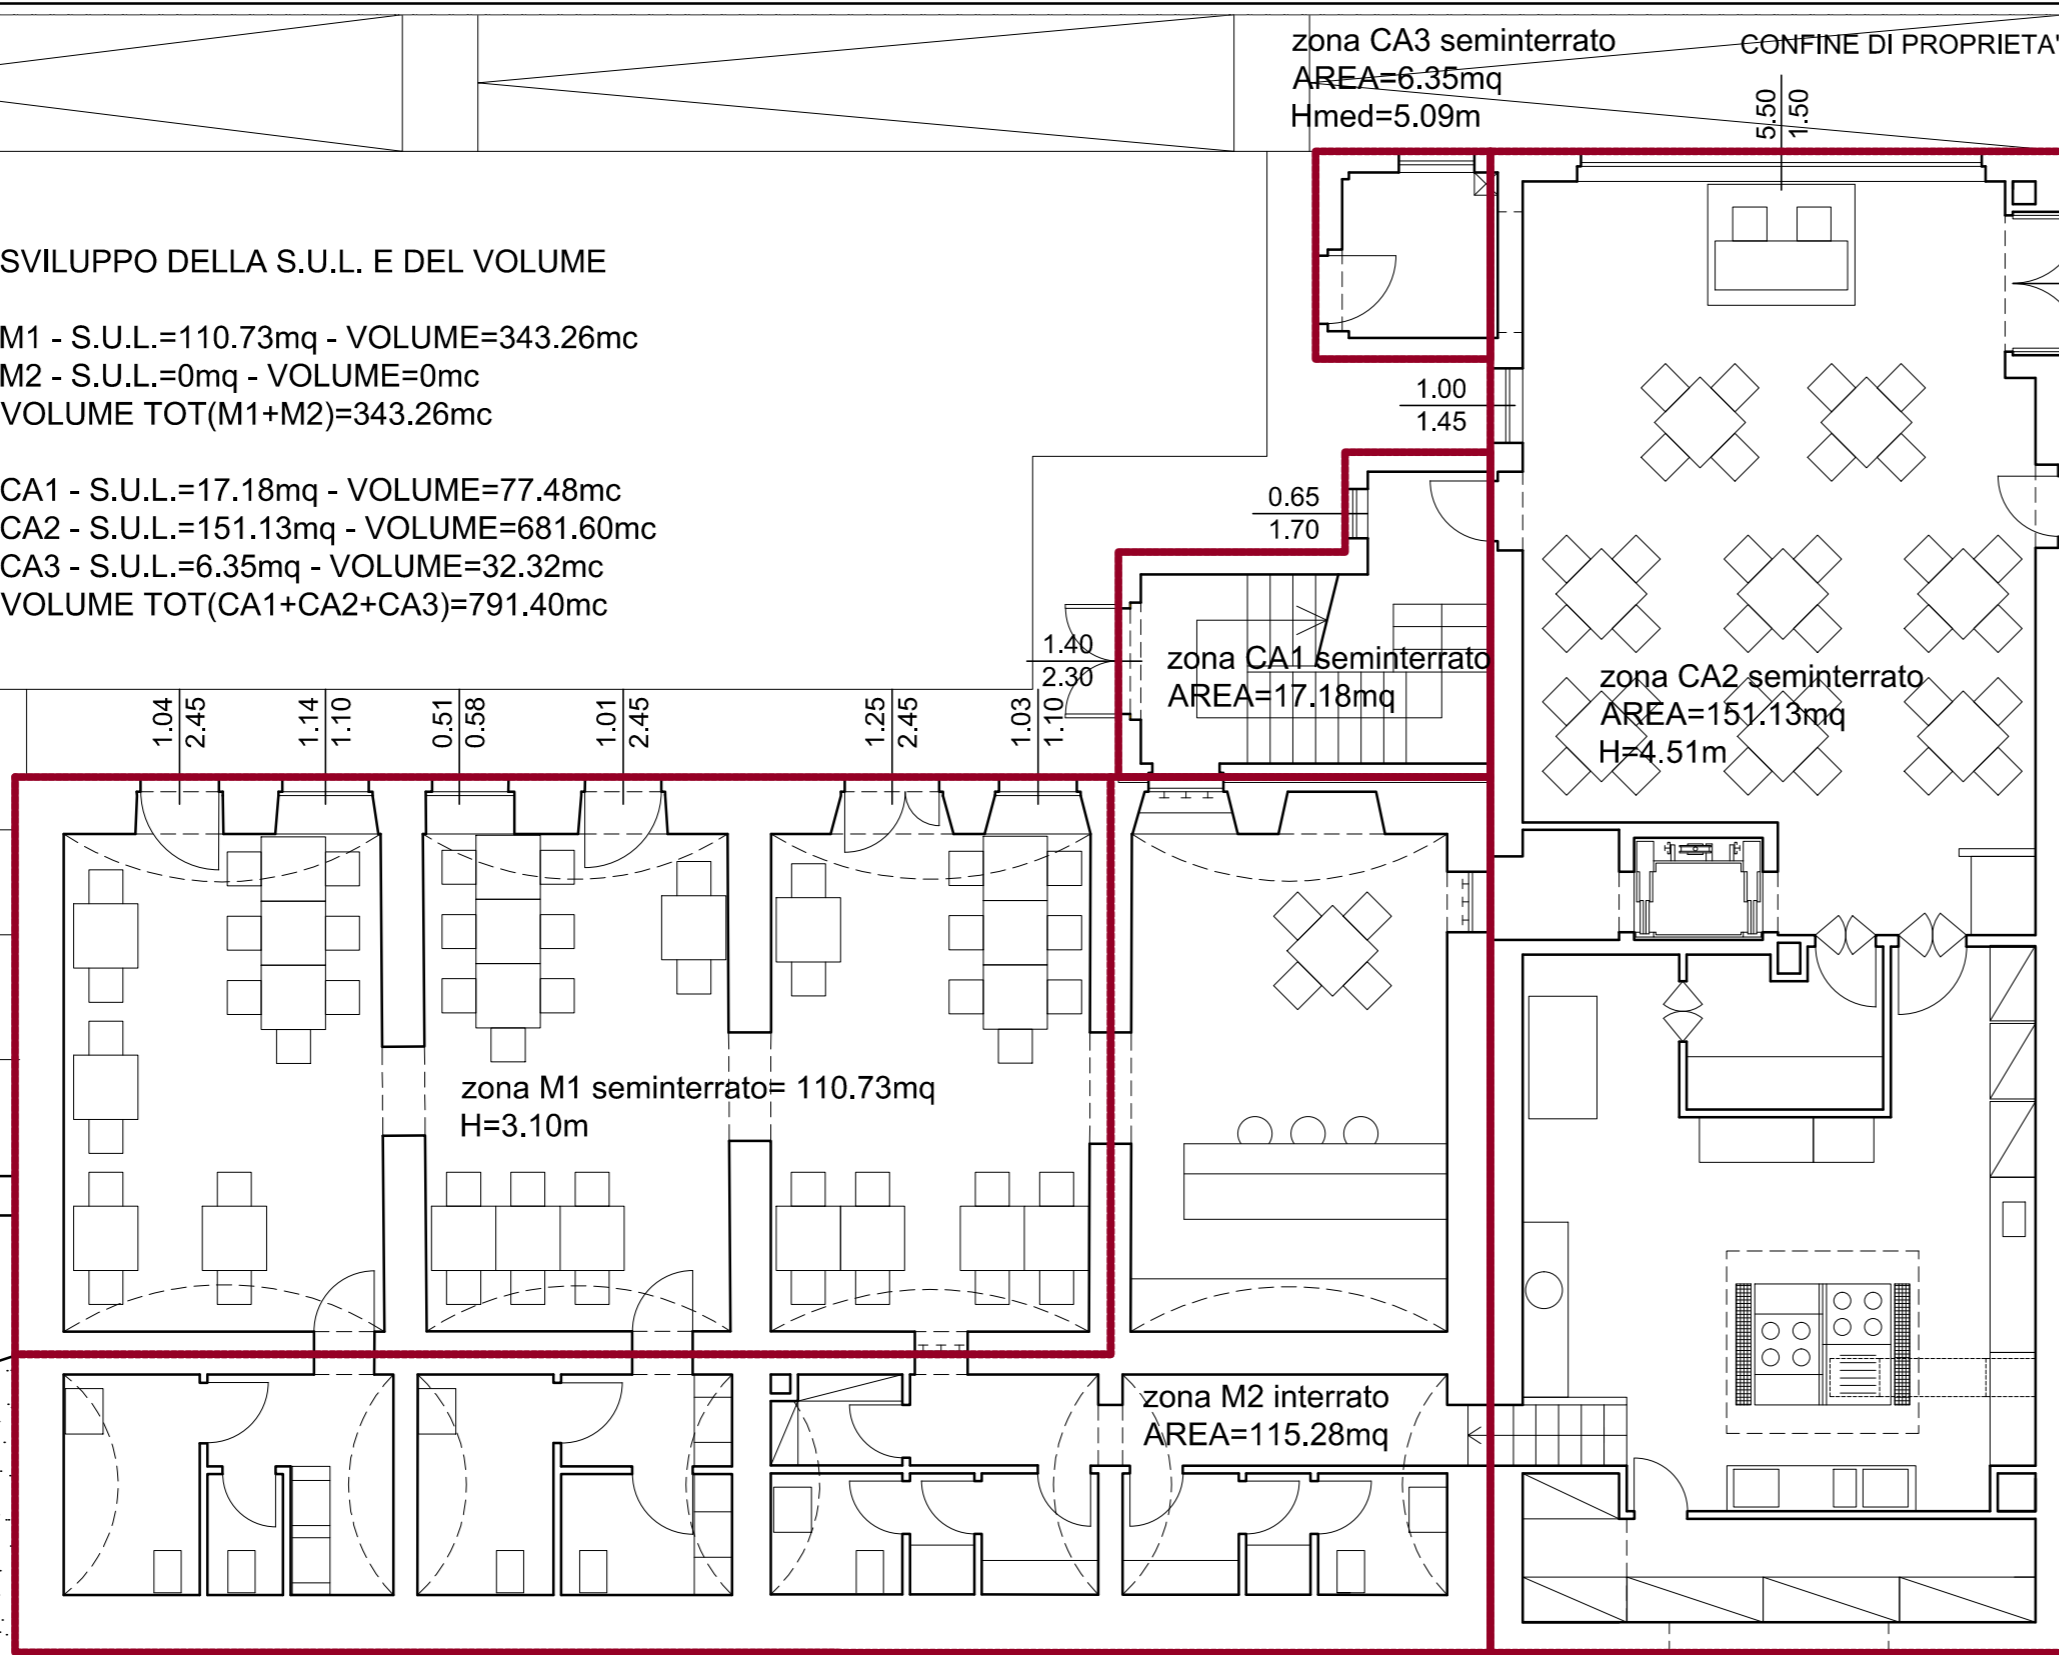 zona CA3 seminterrato
AREA=6.35mq
Hmed=5.09m
CONFINE DI PROPRIETA'
5.50
1.50
SVILUPPO DELLA S.U.L. E DEL VOLUME
M1 - S.U.L.=110.73mq - VOLUME=343.26mc
M2 - S.U.L.=0mq - VOLUME=0mc
VOLUME TOT(M1+M2)=343.26mc
CA1 - S.U.L.=17.18mq - VOLUME=77.48mc
CA2 - S.U.L.=151.13mq - VOLUME=681.60mc
CA3 - S.U.L.=6.35mq - VOLUME=32.32mc
VOLUME TOT(CA1+CA2+CA3)=791.40mc
1.00
1.45
0.65
1.70
1.40
2.30
zona CA1 seminterrato
AREA=17.18mq
zona CA2 seminterrato
AREA=151.13mq
H=4.51m
1.04
2.45
1.14
1.10
0.51
0.58
1.01
2.45
1.25
2.45
1.03
1.10
zona M1 seminterrato= 110.73mq
H=3.10m
zona M2 interrato
AREA=115.28mq